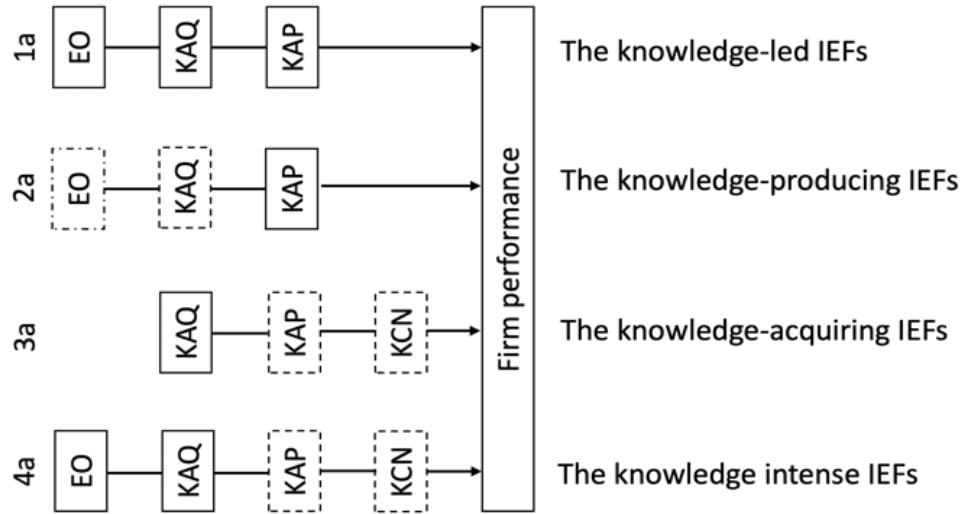 1a EO KAQ KAP The knowledge-led IEFs
2a EO KAQ KAP The knowledge-producing IEFs
3a KAQ KAP KCN The knowledge-acquiring IEFs
4a EO KAQ KAP KCN The knowledge intense IEFs
Firm performance